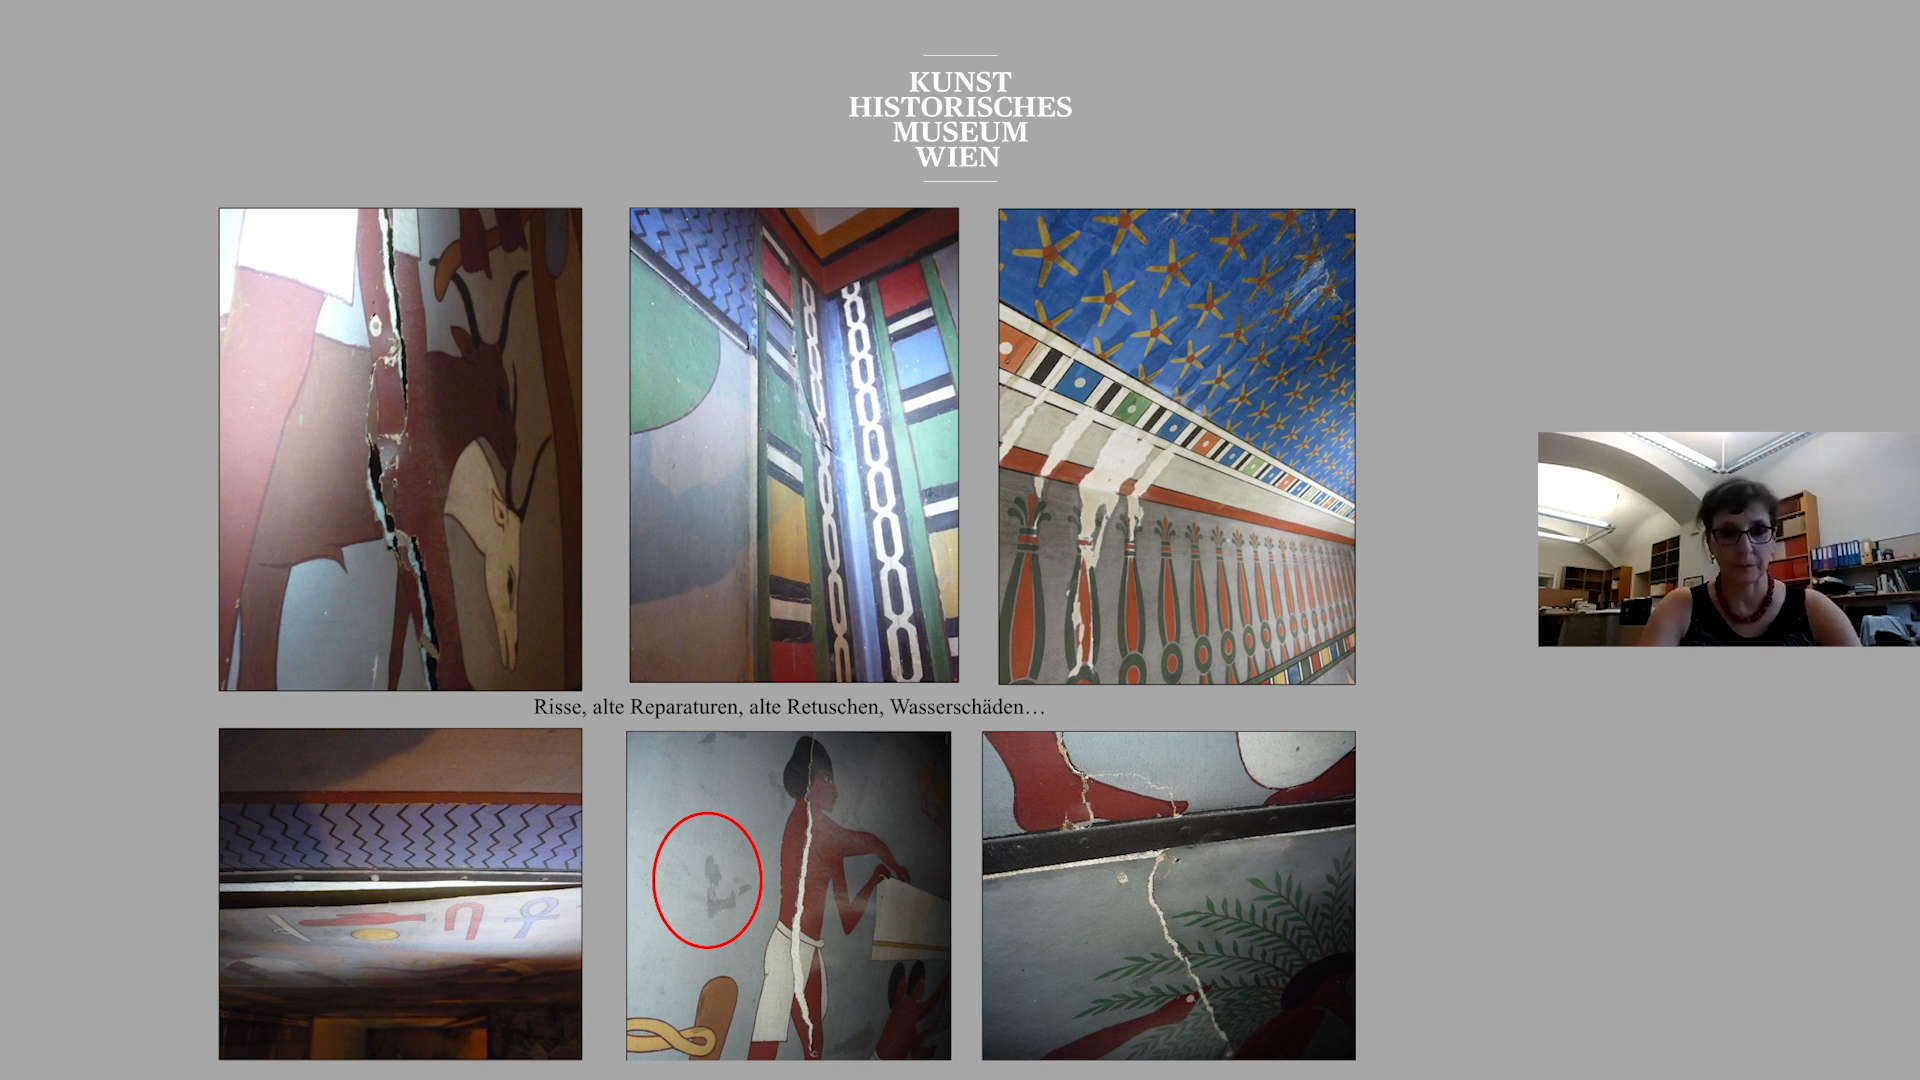 KUNST
HISTORISCHES
MUSEUM
WIEN
Risse, alte Reparaturen, alte Retuschen, Wasserschäden…